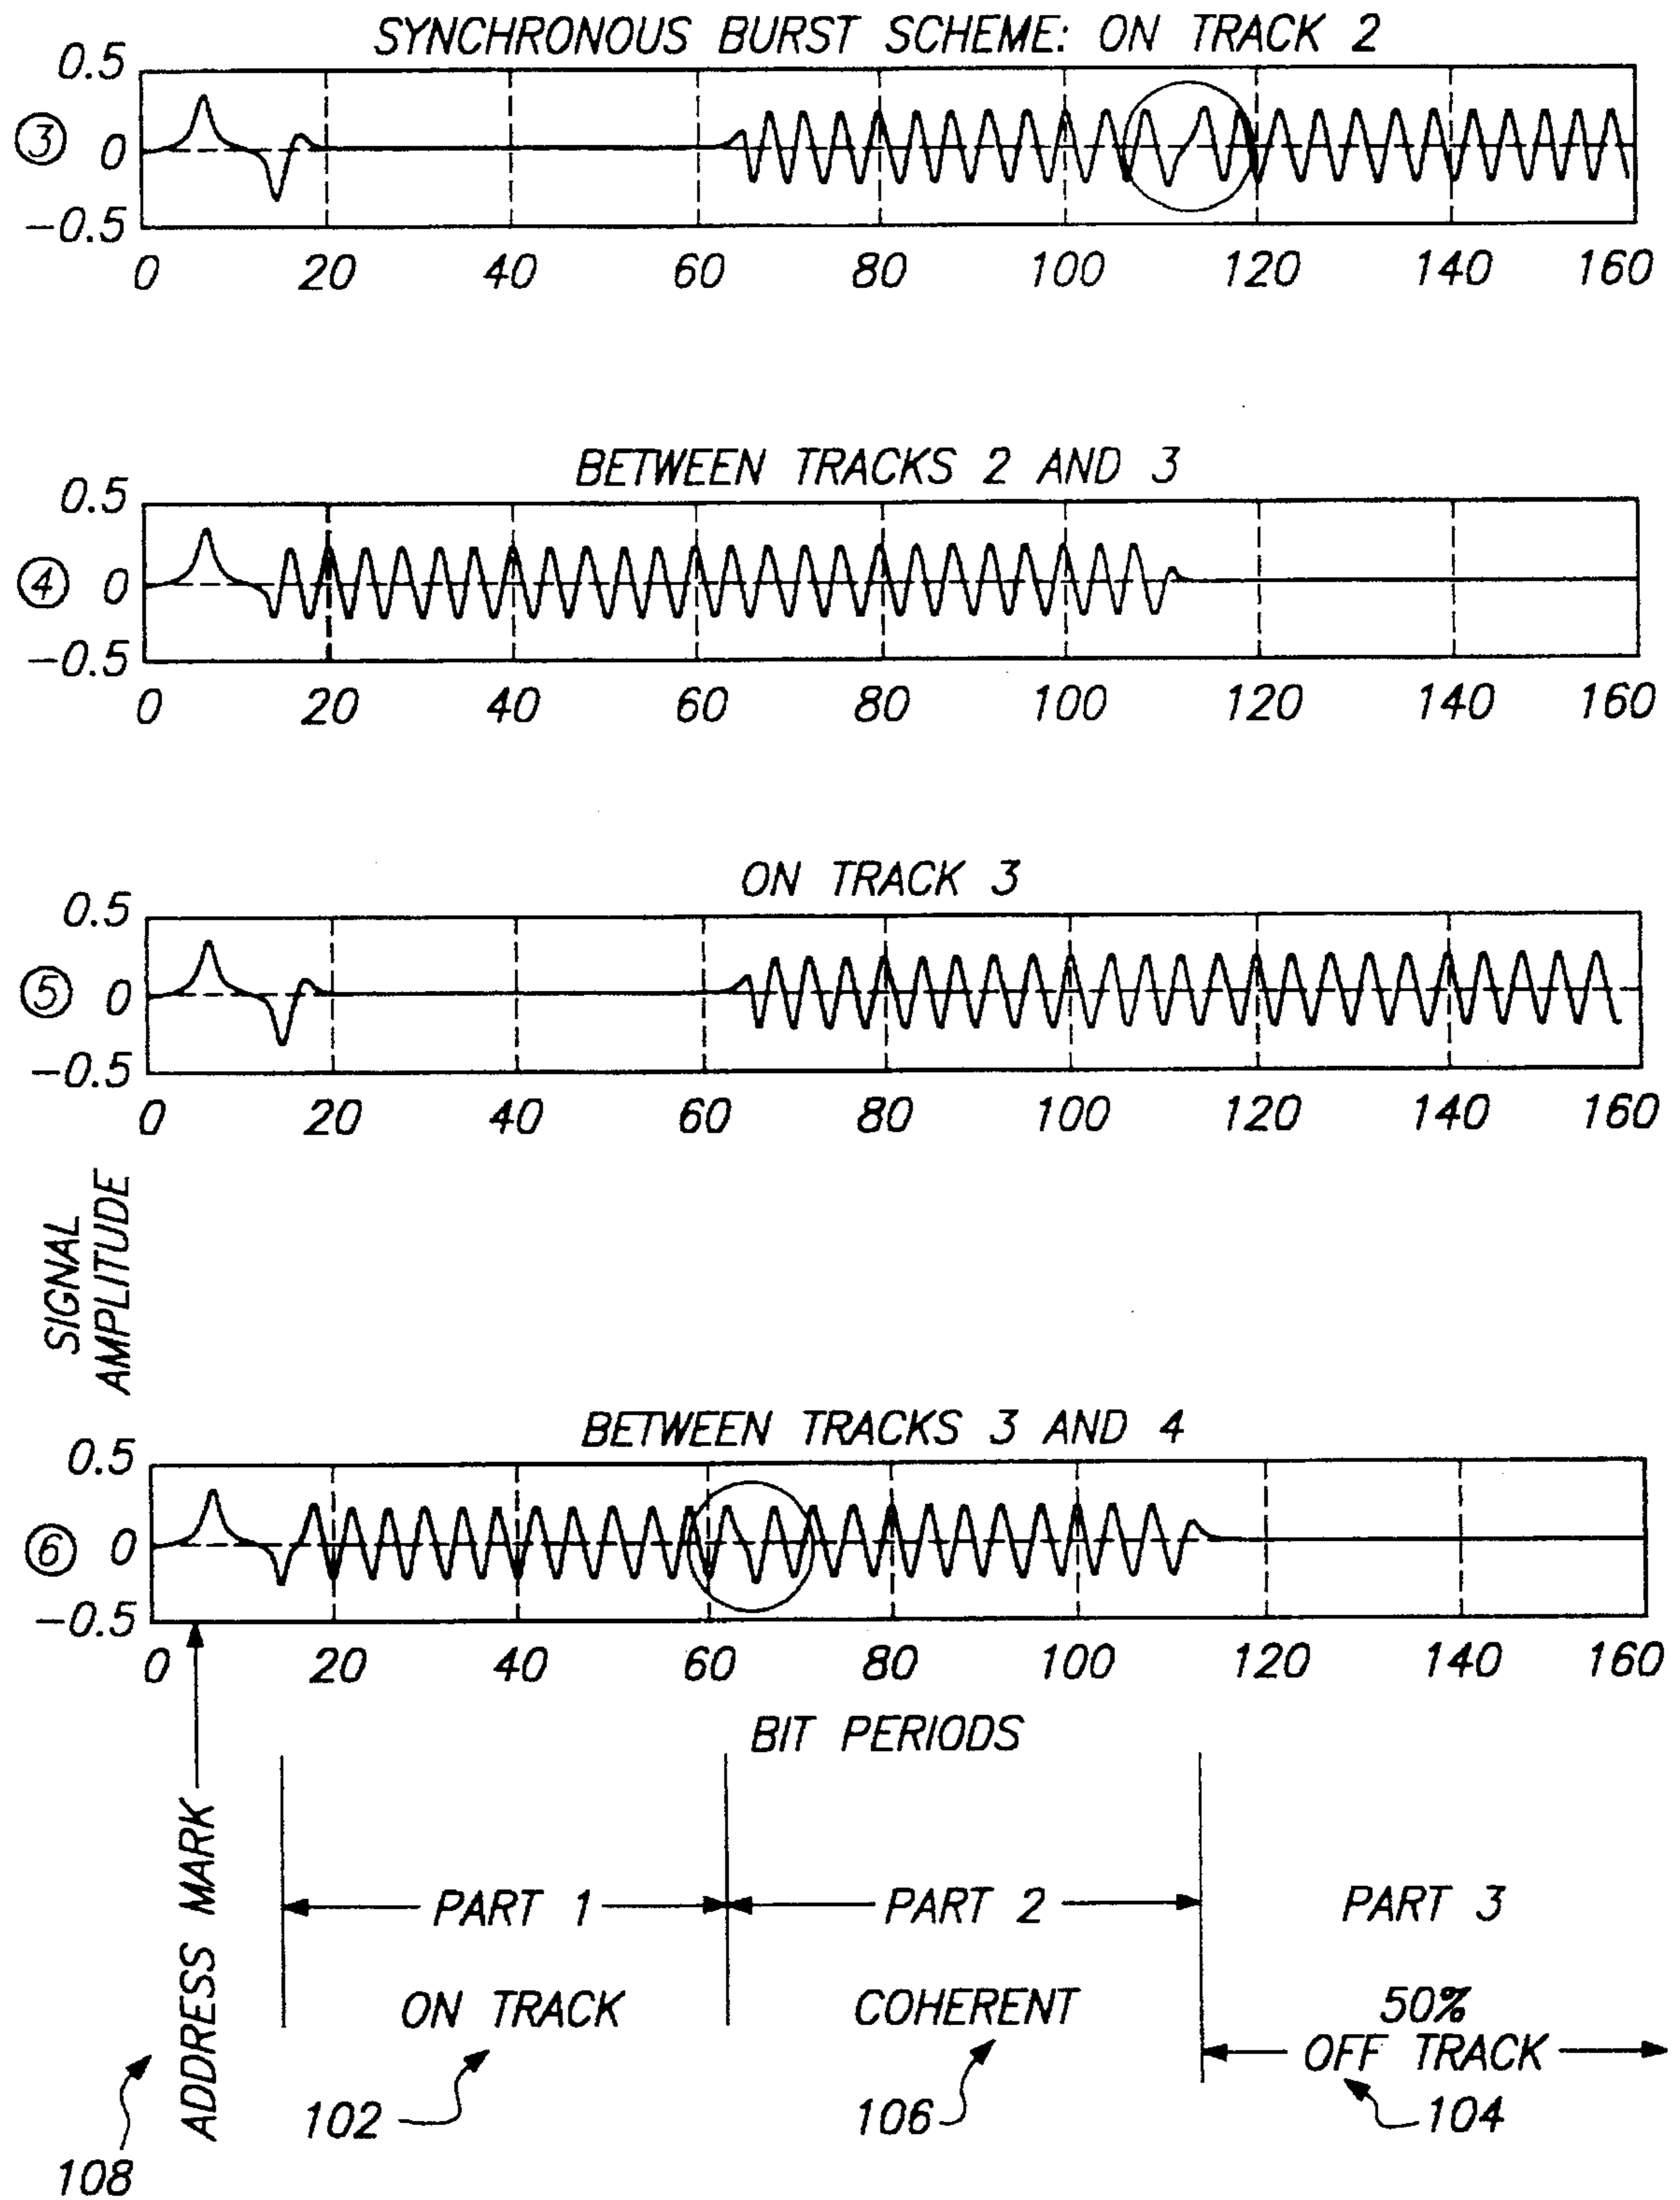 SYNCHRONOUS BURST SCHEME: ON TRACK 2
0.5
③ 0
-0.5
0 20 40 60 80 100 120 140 160
BETWEEN TRACKS 2 AND 3
0.5
④ 0
-0.5
0 20 40 60 80 100 120 140 160
ON TRACK 3
0.5
⑤ 0
-0.5
0 20 40 60 80 100 120 140 160
SIGNAL
AMPLITUDE
BETWEEN TRACKS 3 AND 4
0.5
⑥ 0
-0.5
0 20 40 60 80 100 120 140 160
BIT PERIODS
ADDRESS MARK
PART 1 PART 2 PART 3
ON TRACK COHERENT 50%
OFF TRACK
102 106 104
108